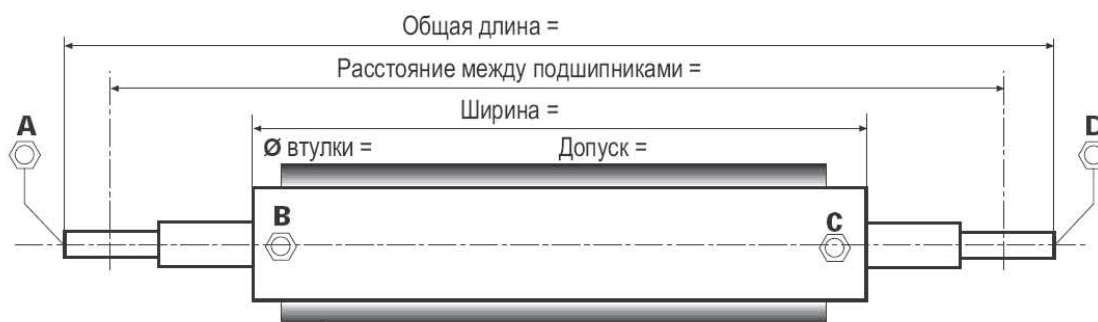 Общая длина =
Расстояние между подшипниками =
Ширина =
A
D
Ø втулки = Допуск =
B
C